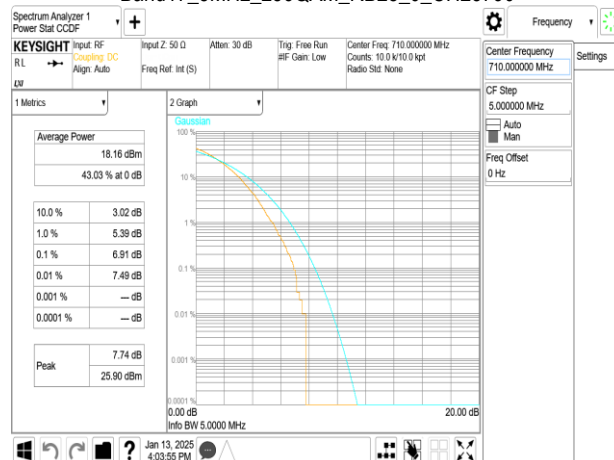 Spectrum Analyzer 1
Power Stat CCDF
Frequency
Settings
KEYSIGHT
RL
Input: RF
Coupling: DC
Align: Auto
Input Z: 50 Ω
Freq Ref: Int (S)
Atten: 30 dB
Trig: Free Run
#IF Gain: Low
Center Freq: 710.000000 MHz
Counts: 10.0 k/10.0 kpt
Radio Std: None
Center Frequency
710.000000 MHz
CF Step
5.000000 MHz
Auto
Man
Freq Offset
0 Hz
1 Metrics
Average Power
18.16 dBm
43.03 % at 0 dB
10.0 % 3.02 dB
1.0 % 5.39 dB
0.1 % 6.91 dB
0.01 % 7.49 dB
0.001 % --- dB
0.0001 % --- dB
Peak
7.74 dB
25.90 dBm
2 Graph
Gaussian
100 %
10 %
1 %
0.1 %
0.01 %
0.001 %
0.0001 %
0.00 dB
20.00 dB
Info BW 5.0000 MHz
?
Jan 13, 2025
4:03:55 PM